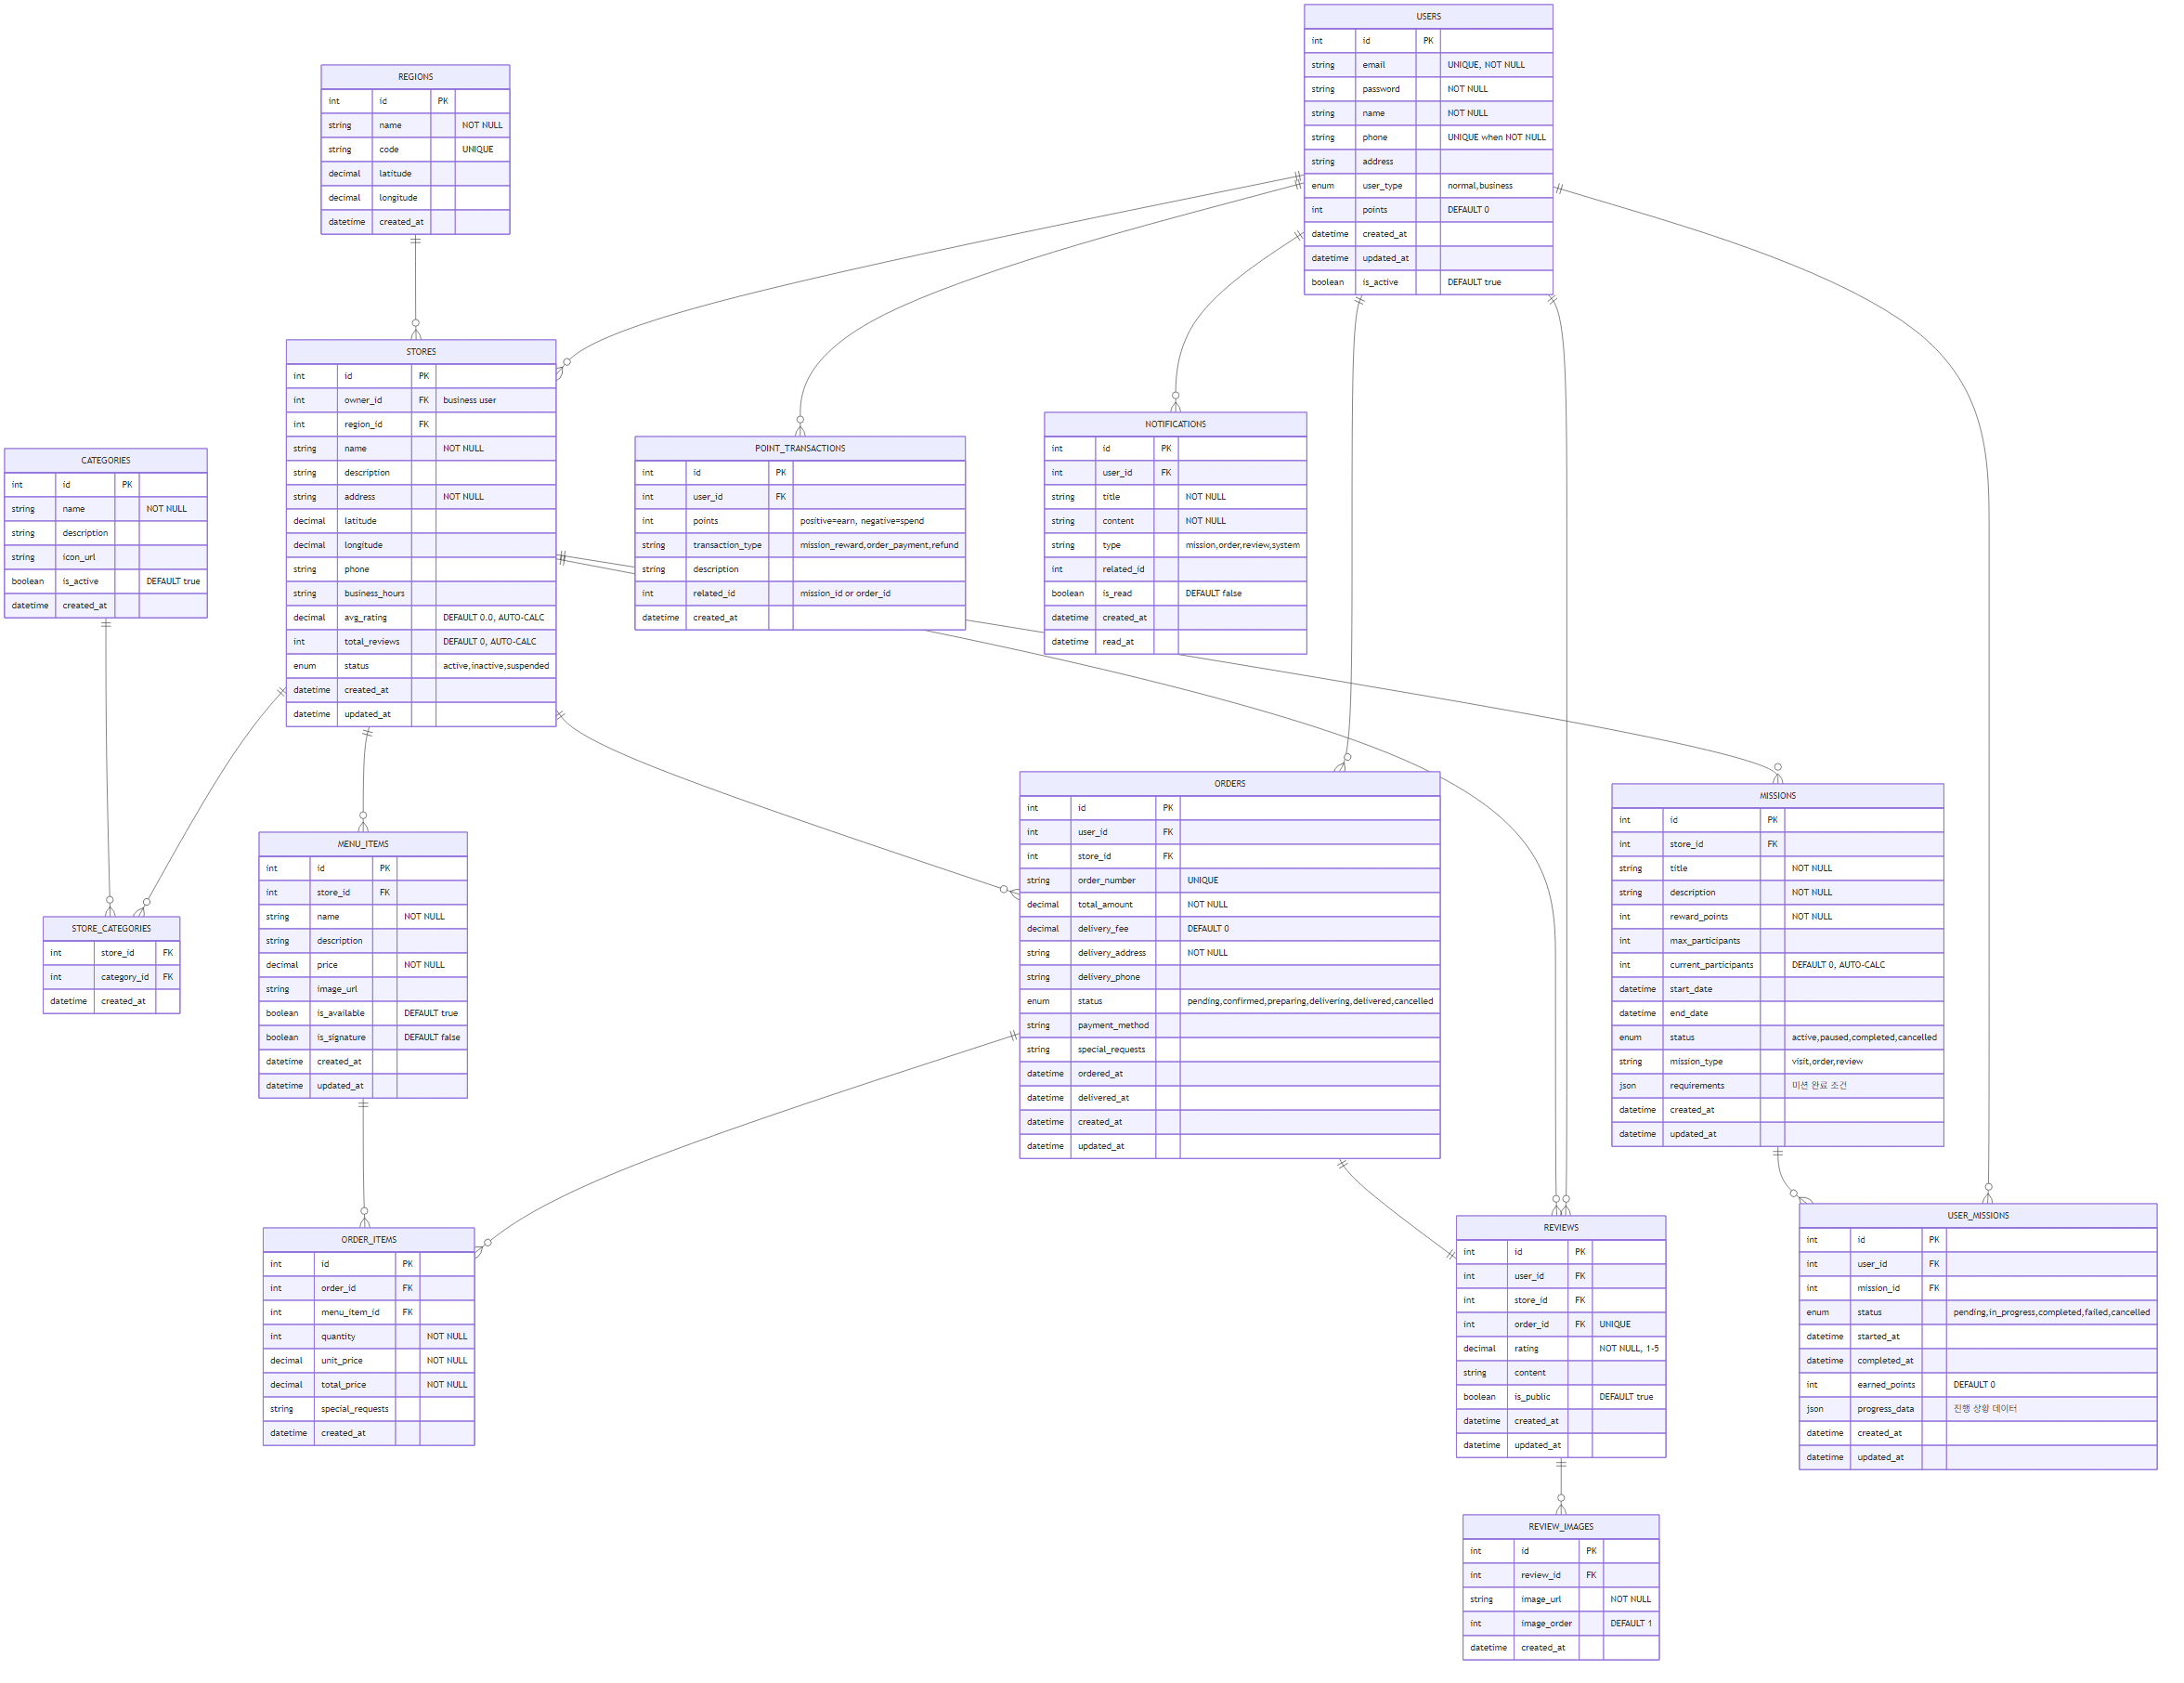 USERS
int id PK
string email UNIQUE, NOT NULL
string password NOT NULL
string name NOT NULL
string phone UNIQUE when NOT NULL
string address
enum user_type normal,business
int points DEFAULT 0
datetime created_at
datetime updated_at
boolean is_active DEFAULT true
REGIONS
int id PK
string name NOT NULL
string code UNIQUE
decimal latitude
decimal longitude
datetime created_at
STORES
int id PK
int owner_id FK business user
int region_id FK
string name NOT NULL
string description
string address NOT NULL
decimal latitude
decimal longitude
string phone
string business_hours
decimal avg_rating DEFAULT 0.0, AUTO-CALC
int total_reviews DEFAULT 0, AUTO-CALC
enum status active,inactive,suspended
datetime created_at
datetime updated_at
CATEGORIES
int id PK
string name NOT NULL
string description
string icon_url
boolean is_active DEFAULT true
datetime created_at
POINT_TRANSACTIONS
int id PK
int user_id FK
int points positive=earn, negative=spend
string transaction_type mission_reward,order_payment,refund
string description
int related_id mission_id or order_id
datetime created_at
NOTIFICATIONS
int id PK
int user_id FK
string title NOT NULL
string content NOT NULL
string type mission,order,review,system
int related_id
boolean is_read DEFAULT false
datetime created_at
datetime read_at
STORE_CATEGORIES
int store_id FK
int category_id FK
datetime created_at
MENU_ITEMS
int id PK
int store_id FK
string name NOT NULL
string description
decimal price NOT NULL
string image_url
boolean is_available DEFAULT true
boolean is_signature DEFAULT false
datetime created_at
datetime updated_at
ORDERS
int id PK
int user_id FK
int store_id FK
string order_number UNIQUE
decimal total_amount NOT NULL
decimal delivery_fee DEFAULT 0
string delivery_address NOT NULL
string delivery_phone
enum status pending,confirmed,preparing,delivering,delivered,cancelled
string payment_method
string special_requests
datetime ordered_at
datetime delivered_at
datetime created_at
datetime updated_at
MISSIONS
int id PK
int store_id FK
string title NOT NULL
string description NOT NULL
int reward_points NOT NULL
int max_participants
int current_participants DEFAULT 0, AUTO-CALC
datetime start_date
datetime end_date
enum status active,paused,completed,cancelled
string mission_type visit,order,review
json requirements 미션 완료 조건
datetime created_at
datetime updated_at
ORDER_ITEMS
int id PK
int order_id FK
int menu_item_id FK
int quantity NOT NULL
decimal unit_price NOT NULL
decimal total_price NOT NULL
string special_requests
datetime created_at
REVIEWS
int id PK
int user_id FK
int store_id FK
int order_id FK UNIQUE
decimal rating NOT NULL, 1-5
string content
boolean is_public DEFAULT true
datetime created_at
datetime updated_at
USER_MISSIONS
int id PK
int user_id FK
int mission_id FK
enum status pending,in_progress,completed,failed,cancelled
datetime started_at
datetime completed_at
int earned_points DEFAULT 0
json progress_data 진행 상황 데이터
datetime created_at
datetime updated_at
REVIEW_IMAGES
int id PK
int review_id FK
string image_url NOT NULL
int image_order DEFAULT 1
datetime created_at